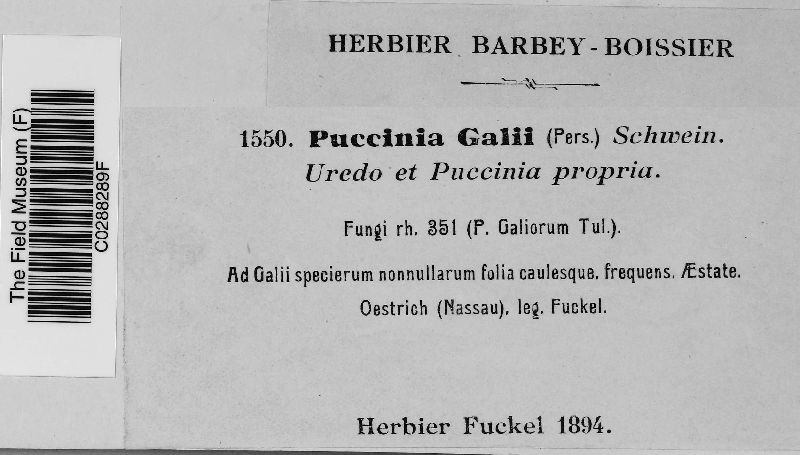 HERBIER BARBEY-BOISSIER
1550. Puccinia Galii (Pers.) Schwein.
Uredo et Puccinia propria.
Fungi rh. 351 (P. Galiorum Tul.).
Ad Galii specierum nonnullarum folia caulesque. frequens. Æstate.
Oestrich (Nassau), leg. Fuckel.
Herbier Fuckel 1894.
The Field Museum (F)
C0288289F